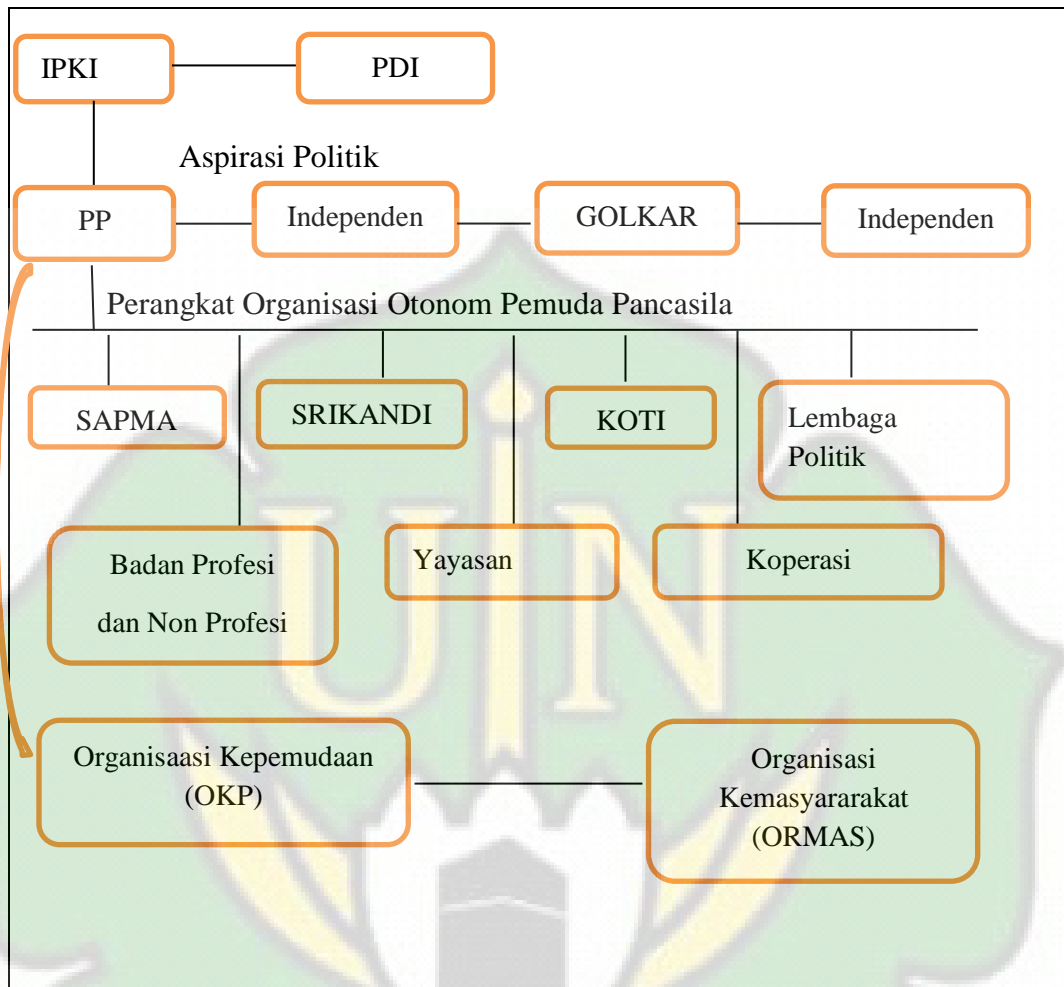 IPKI
PDI
Aspirasi Politik
PP
Independen
GOLKAR
Independen
Perangkat Organisasi Otonom Pemuda Pancasila
SAPMA
SRIKANDI
KOTI
Lembaga
Politik
Badan Profesi
dan Non Profesi
Yayasan
Koperasi
Organisaasi Kepemudaan
(OKP)
Organisasi
Kemasyararakat
(ORMAS)
UIN